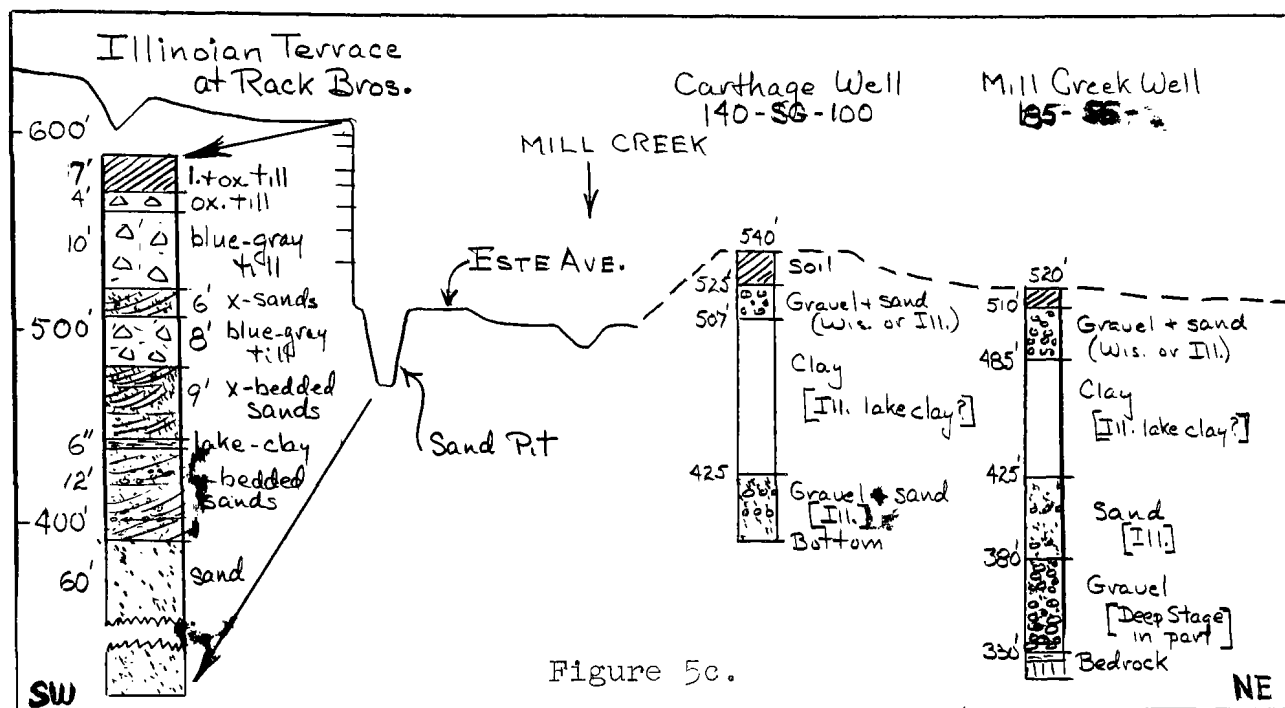 Illinoian Terrace
at Rack Bros.
600'
500'
400'
7'
l. + ox. till
4'
ox. till
10'
blue-gray
till
6'
x-sands
8'
blue-gray
till
9'
x-bedded
sands
6"
lake-clay
12'
-bedded
sands
60'
sand
SW
MILL CREEK
ESTE AVE.
Sand Pit
Carthage Well
140-SG-100
540'
Soil
525'
Gravel + sand
(Wis. or Ill.)
507'
Clay
[Ill. lake clay?]
425'
Gravel + sand
[Ill.]
Bottom
Mill Creek Well
185-
520'
510'
Gravel + sand
(Wis. or Ill.)
485'
Clay
[Ill. lake clay?]
425'
Sand
[Ill.]
380'
Gravel
[Deep Stage
in part]
330'
Bedrock
NE
Figure 5c.